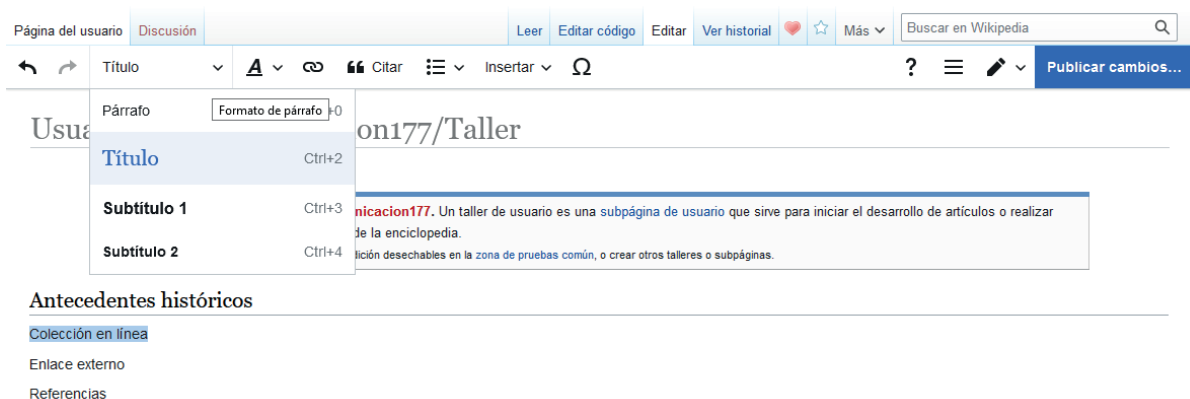 Página del usuario Discusión Leer Editar código Editar Ver historial Más Buscar en Wikipedia
Título A Citar Insertar Ω ? Publicar cambios...
Párrafo Formato de párrafo +0
Usua on177/Taller
Título Ctrl+2
Subtítulo 1 Ctrl+3
nicacion177. Un taller de usuario es una subpágina de usuario que sirve para iniciar el desarrollo de artículos o realizar
de la enciclopedia.
Subtítulo 2 Ctrl+4
dición desechables en la zona de pruebas común, o crear otros talleres o subpáginas.
Antecedentes históricos
Colección en línea
Enlace externo
Referencias